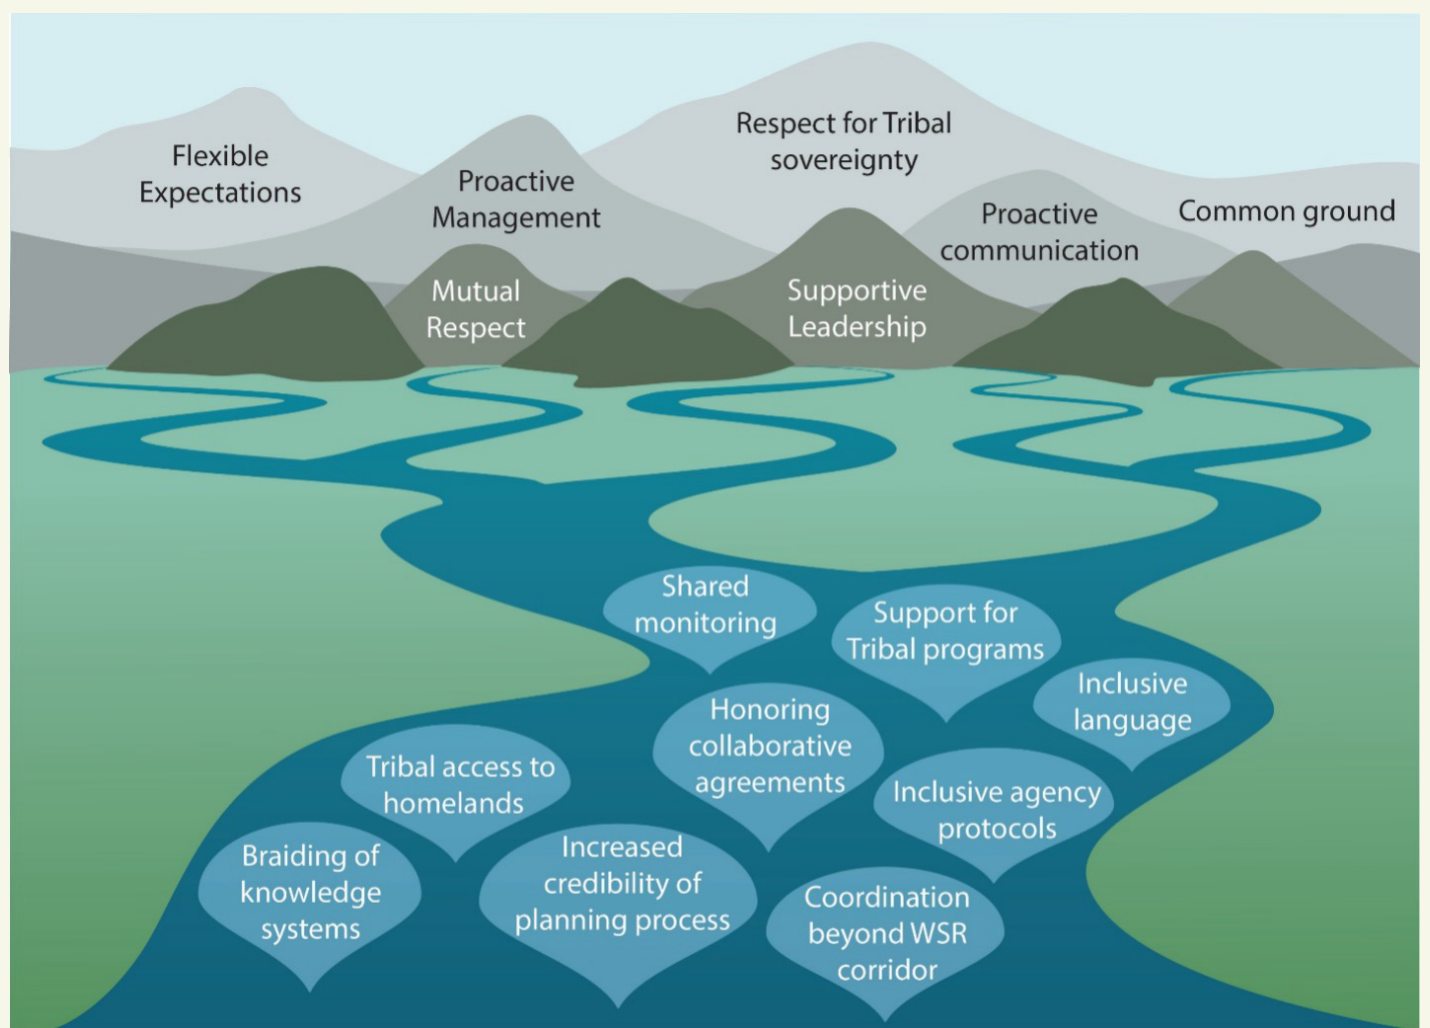 Flexible
Expectations
Proactive
Management
Respect for Tribal
sovereignty
Proactive
communication
Common ground
Mutual
Respect
Supportive
Leadership
Shared
monitoring
Support for
Tribal programs
Inclusive
language
Honoring
collaborative
agreements
Tribal access to
homelands
Inclusive agency
protocols
Braiding of
knowledge
systems
Increased
credibility of
planning process
Coordination
beyond WSR
corridor